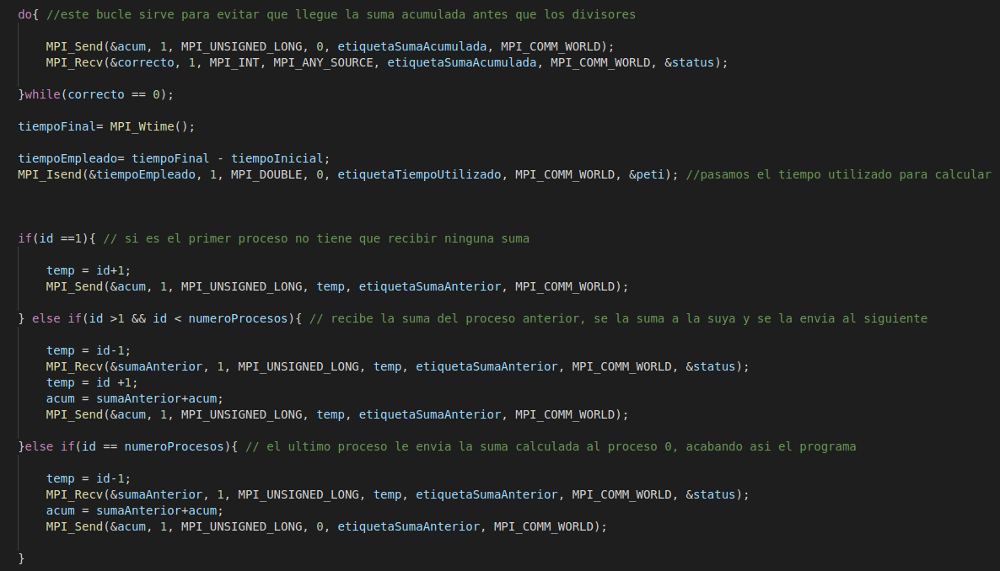 do{ //este bucle sirve para evitar que llegue la suma acumulada antes que los divisores
MPI_Send(&acum, 1, MPI_UNSIGNED_LONG, 0, etiquetaSumaAcumulada, MPI_COMM_WORLD);
MPI_Recv(&correcto, 1, MPI_INT, MPI_ANY_SOURCE, etiquetaSumaAcumulada, MPI_COMM_WORLD, &status);
}while(correcto == 0);
tiempoFinal= MPI_Wtime();
tiempoEmpleado= tiempoFinal - tiempoInicial;
MPI_Isend(&tiempoEmpleado, 1, MPI_DOUBLE, 0, etiquetaTiempoUtilizado, MPI_COMM_WORLD, &peti); //pasamos el tiempo utilizado para calcular
if(id ==1){ // si es el primer proceso no tiene que recibir ninguna suma
temp = id+1;
MPI_Send(&acum, 1, MPI_UNSIGNED_LONG, temp, etiquetaSumaAnterior, MPI_COMM_WORLD);
} else if(id >1 && id < numeroProcesos){ // recibe la suma del proceso anterior, se la suma a la suya y se la envia al siguiente
temp = id-1;
MPI_Recv(&sumaAnterior, 1, MPI_UNSIGNED_LONG, temp, etiquetaSumaAnterior, MPI_COMM_WORLD, &status);
temp = id +1;
acum = sumaAnterior+acum;
MPI_Send(&acum, 1, MPI_UNSIGNED_LONG, temp, etiquetaSumaAnterior, MPI_COMM_WORLD);
}else if(id == numeroProcesos){ // el ultimo proceso le envia la suma calculada al proceso 0, acabando asi el programa
temp = id-1;
MPI_Recv(&sumaAnterior, 1, MPI_UNSIGNED_LONG, temp, etiquetaSumaAnterior, MPI_COMM_WORLD, &status);
acum = sumaAnterior+acum;
MPI_Send(&acum, 1, MPI_UNSIGNED_LONG, 0, etiquetaSumaAnterior, MPI_COMM_WORLD);
}